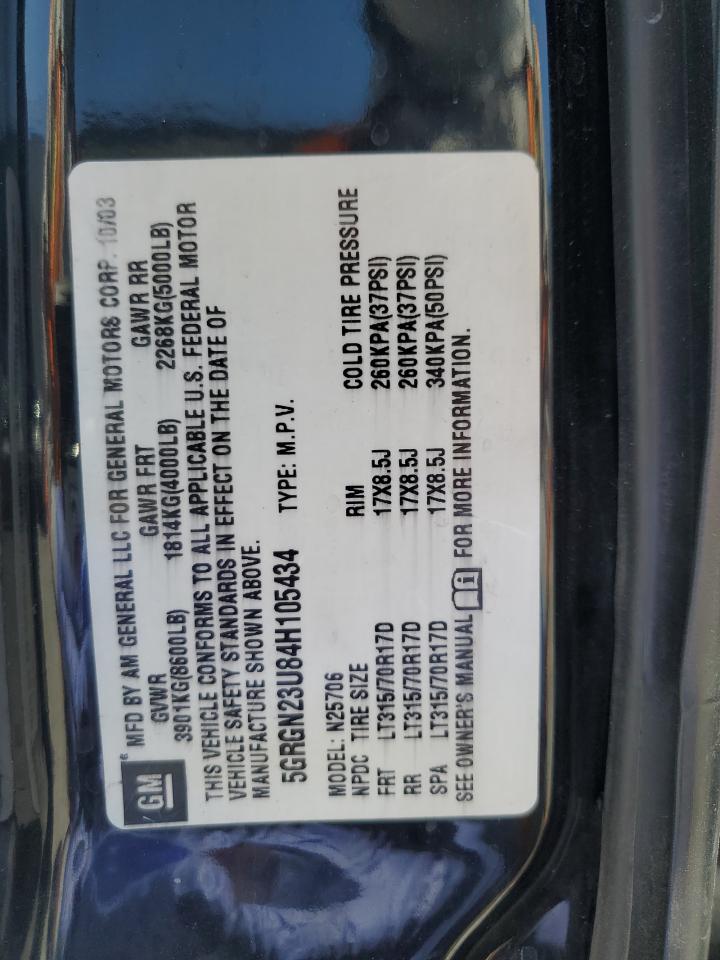 GM
MFD BY AM GENERAL LLC FOR GENERAL MOTORS CORP. 10/03
GVWR GAWR FRT GAWR RR
3901KG(8600LB) 1814KG(4000LB) 2268KG(5000LB)
THIS VEHICLE CONFORMS TO ALL APPLICABLE U.S. FEDERAL MOTOR
VEHICLE SAFETY STANDARDS IN EFFECT ON THE DATE OF
MANUFACTURE SHOWN ABOVE.
5GRGN23U84H105434 TYPE: M.P.V.
MODEL: N25706
NPDC TIRE SIZE RIM COLD TIRE PRESSURE
FRT LT315/70R17D 17X8.5J 260KPA(37PSI)
RR LT315/70R17D 17X8.5J 260KPA(37PSI)
SPA LT315/70R17D 17X8.5J 340KPA(50PSI)
SEE OWNER'S MANUAL FOR MORE INFORMATION.